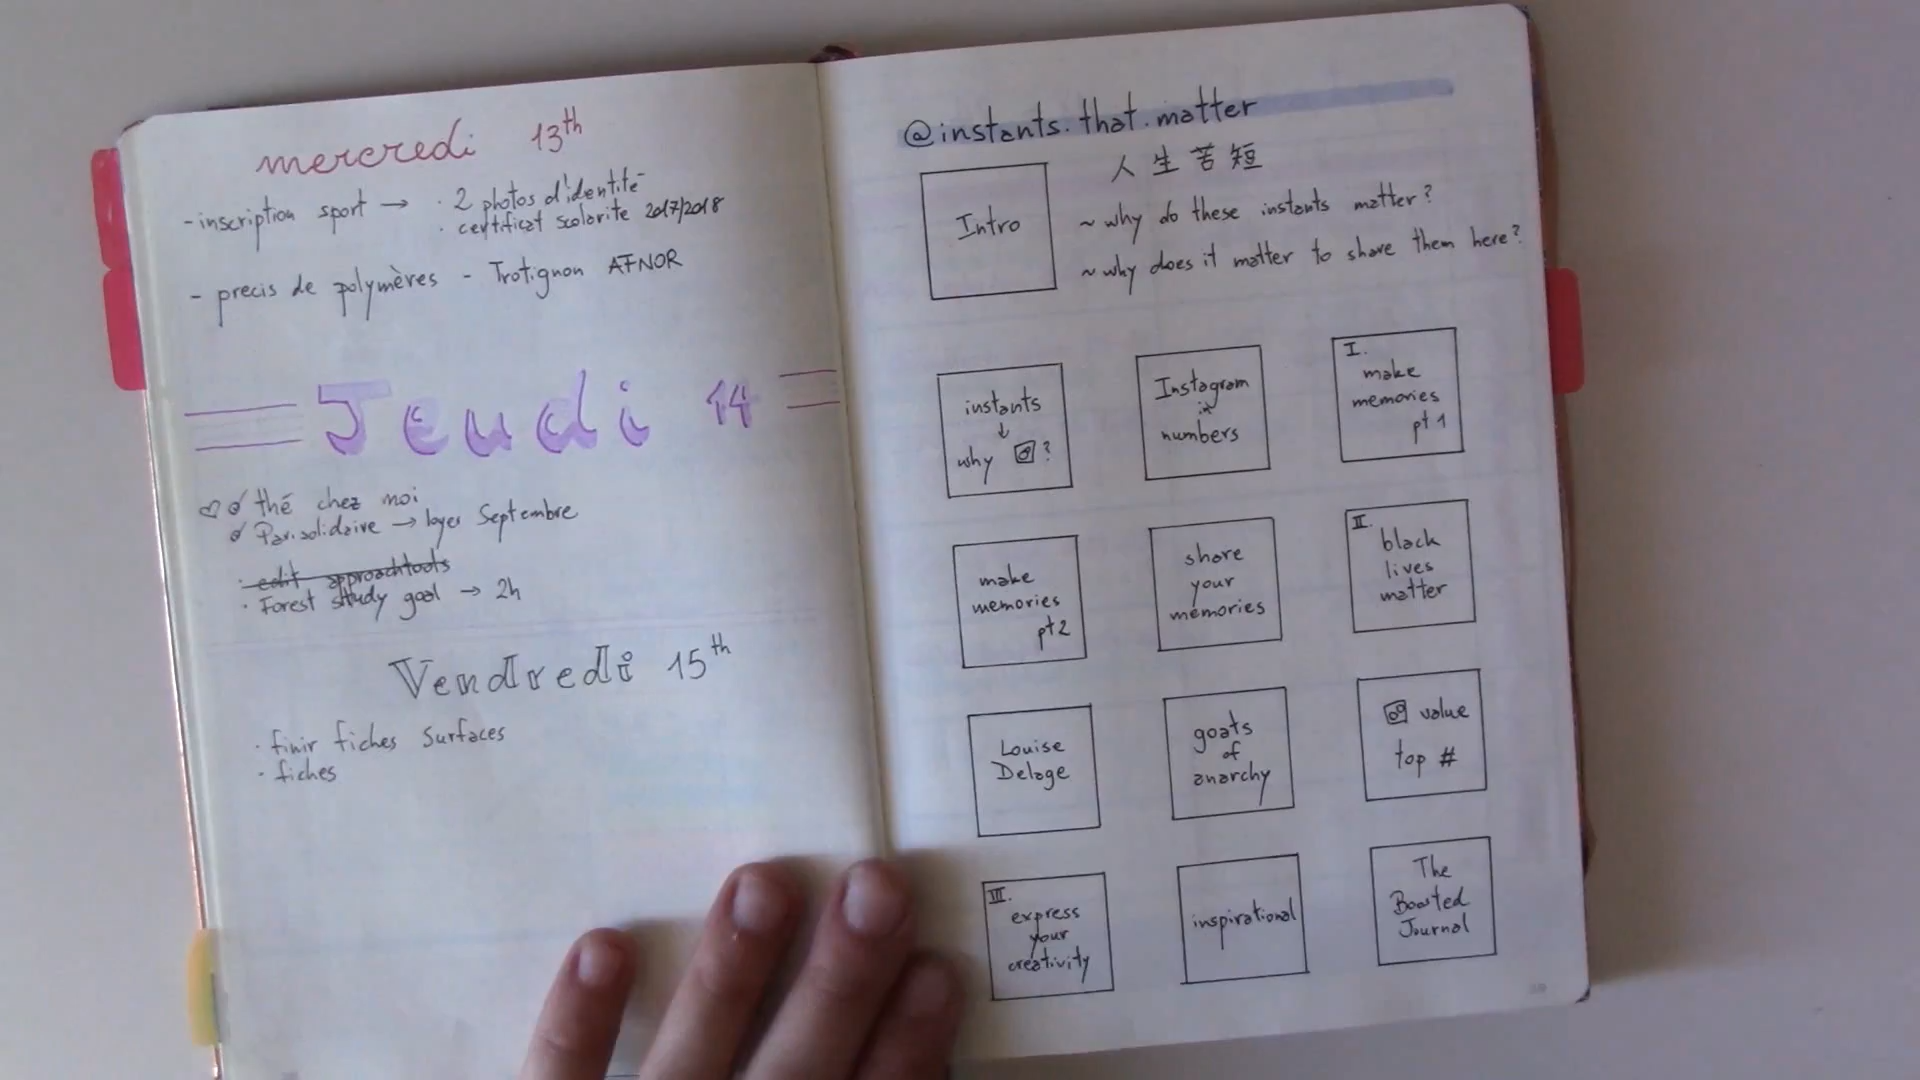 mercredi 13th
- inscription sport → · 2 photos d'identité
· certificat scolarite 2017/2018
- precis de polymères - Trotignon AFNOR
Jeudi 14
thé chez moi
Parisolidaire → loyer Septembre
· edit approachtools
· Forest study goal → 2h
Vendredi 15th
· finir fiches surfaces
· fiches
@instants.that.matter
人生苦短
Intro
~ why do these instants matter?
~ why does it matter to share them here?
instants
↓
why ?
Instagram
in
numbers
I.
make
memories
pt 1
make
memories
pt 2
share
your
memories
II.
black
lives
matter
Louise
Delage
goats
of
anarchy
value
top #
III.
express
your
creativity
inspirational
The
Boosted
Journal